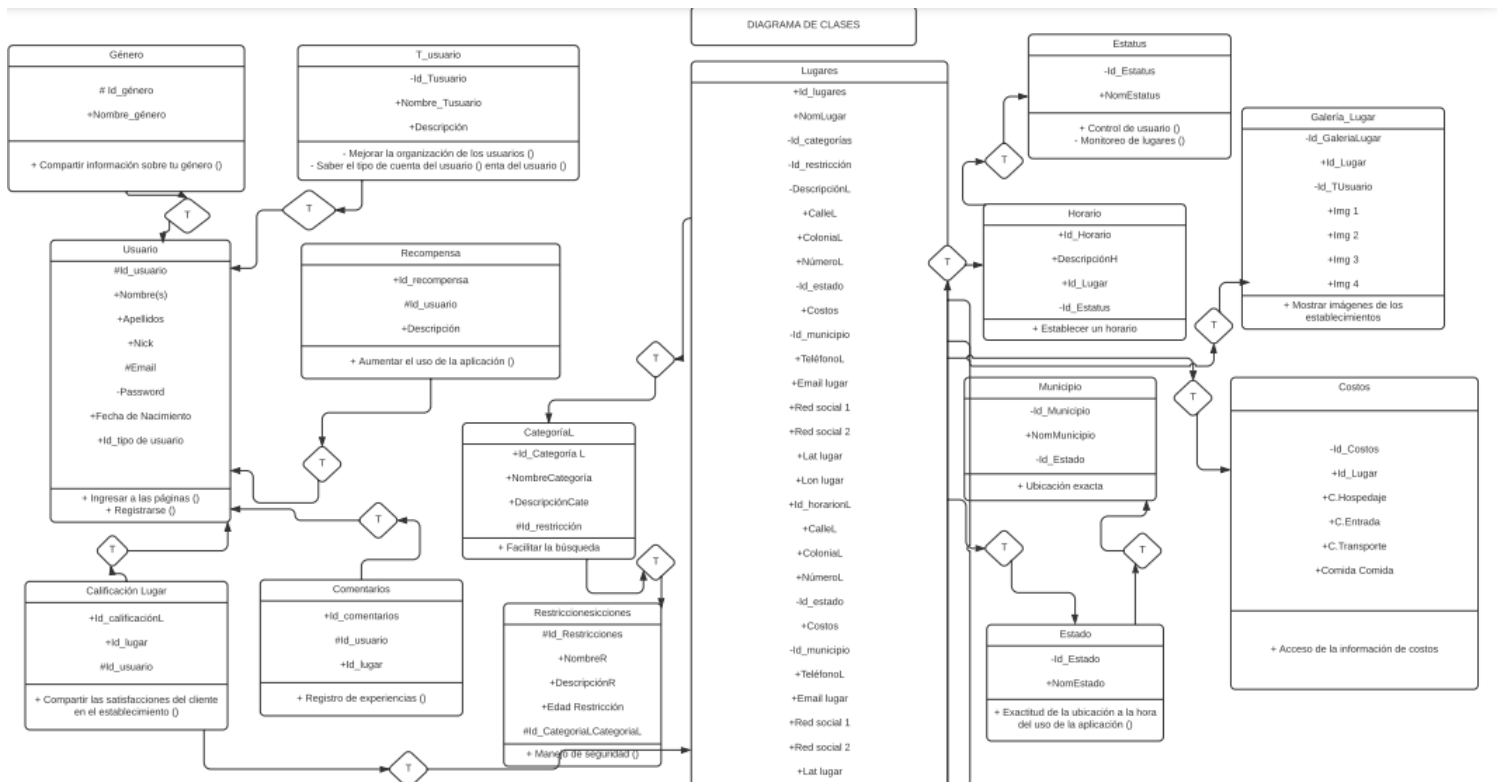 DIAGRAMA DE CLASES
Género
# Id_género
+Nombre_género
+ Compartir información sobre tu género ()
T_usuario
-Id_Tusuario
+Nombre_Tusuario
+Descripción
- Mejorar la organización de los usuarios ()
- Saber el tipo de cuenta del usuario () enta del usuario ()
T
T
Usuario
#Id_usuario
+Nombre(s)
+Apellidos
+Nick
#Email
-Password
+Fecha de Nacimiento
+Id_tipo de usuario
+ Ingresar a las páginas ()
+ Registrarse ()
Recompensa
+Id_recompensa
#Id_usuario
+Descripción
+ Aumentar el uso de la aplicación ()
T
T
T
Calificación Lugar
+Id_calificaciónL
+Id_lugar
#Id_usuario
+ Compartir las satisfacciones del cliente
en el establecimiento ()
Comentarios
+Id_comentarios
#Id_usuario
+Id_lugar
+ Registro de experiencias ()
T
T
CategoríaL
+Id_Categoría L
+NombreCategoría
+DescripciónCate
#Id_restricción
+ Facilitar la búsqueda
T
Restriccionesicciones
#Id_Restricciones
+NombreR
+DescripciónR
+Edad Restricción
#Id_CategoriaLCategoriaL
+ Manejo de seguridad ()
Lugares
+Id_lugares
+NomLugar
-Id_categorías
-Id_restricción
-DescripciónL
+CalleL
+ColoniaL
+NúmeroL
-Id_estado
+Costos
-Id_municipio
+TeléfonoL
+Email lugar
+Red social 1
+Red social 2
+Lat lugar
+Lon lugar
+Id_horarionL
+CalleL
+ColoniaL
+NúmeroL
-Id_estado
+Costos
-Id_municipio
+TeléfonoL
+Email lugar
+Red social 1
+Red social 2
+Lat lugar
Estatus
-Id_Estatus
+NomEstatus
+ Control de usuario ()
- Monitoreo de lugares ()
T
T
Horario
+Id_Horario
+DescripciónH
+Id_Lugar
-Id_Estatus
+ Establecer un horario
Galería_Lugar
-Id_GaleriaLugar
+Id_Lugar
-Id_TUsuario
+Img 1
+Img 2
+Img 3
+Img 4
+ Mostrar imágenes de los
establecimientos
T
T
Municipio
-Id_Municipio
+NomMunicipio
-Id_Estado
+ Ubicación exacta
Costos
-Id_Costos
+Id_Lugar
+C.Hospedaje
+C.Entrada
+C.Transporte
+Comida Comida
+ Acceso de la información de costos
T
T
Estado
-Id_Estado
+NomEstado
+ Exactitud de la ubicación a la hora
del uso de la aplicación ()